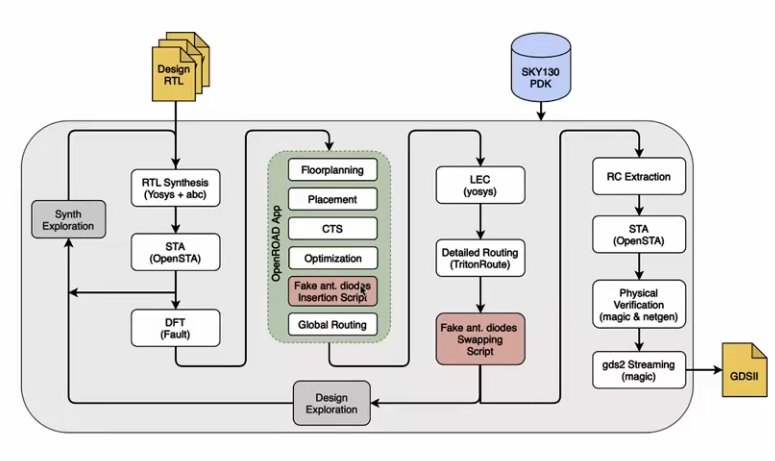 Design
RTL
SKY130
PDK
RTL Synthesis
(Yosys + abc)
Synth
Exploration
STA
(OpenSTA)
DFT
(Fault)
OpenROAD App
Floorplanning
Placement
CTS
Optimization
Fake ant. diodes
Insertion Script
Global Routing
LEC
(yosys)
Detailed Routing
(TritonRoute)
Fake ant. diodes
Swapping
Script
Design
Exploration
RC Extraction
STA
(OpenSTA)
Physical
Verification
(magic & netgen)
gds2 Streaming
(magic)
GDSII